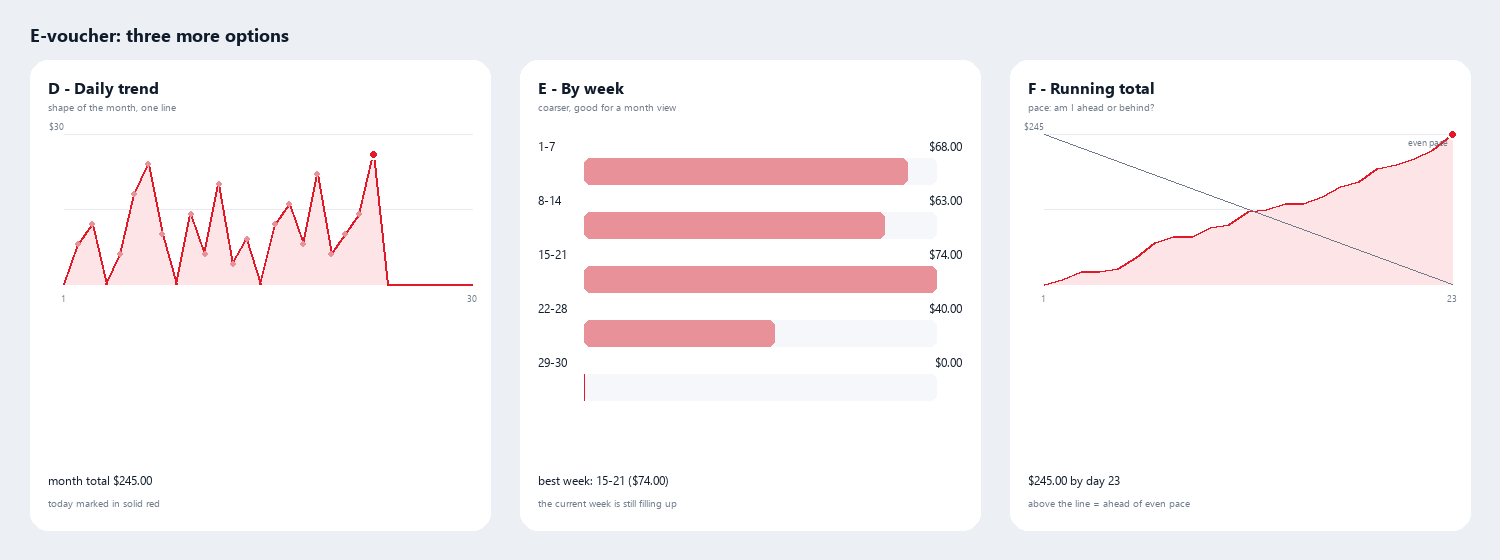 E-voucher: three more options
D - Daily trend
shape of the month, one line
$30
1
30
month total $245.00
today marked in solid red
E - By week
coarser, good for a month view
1-7
$68.00
8-14
$63.00
15-21
$74.00
22-28
$40.00
29-30
$0.00
best week: 15-21 ($74.00)
the current week is still filling up
F - Running total
pace: am I ahead or behind?
$245
even pace
1
23
$245.00 by day 23
above the line = ahead of even pace